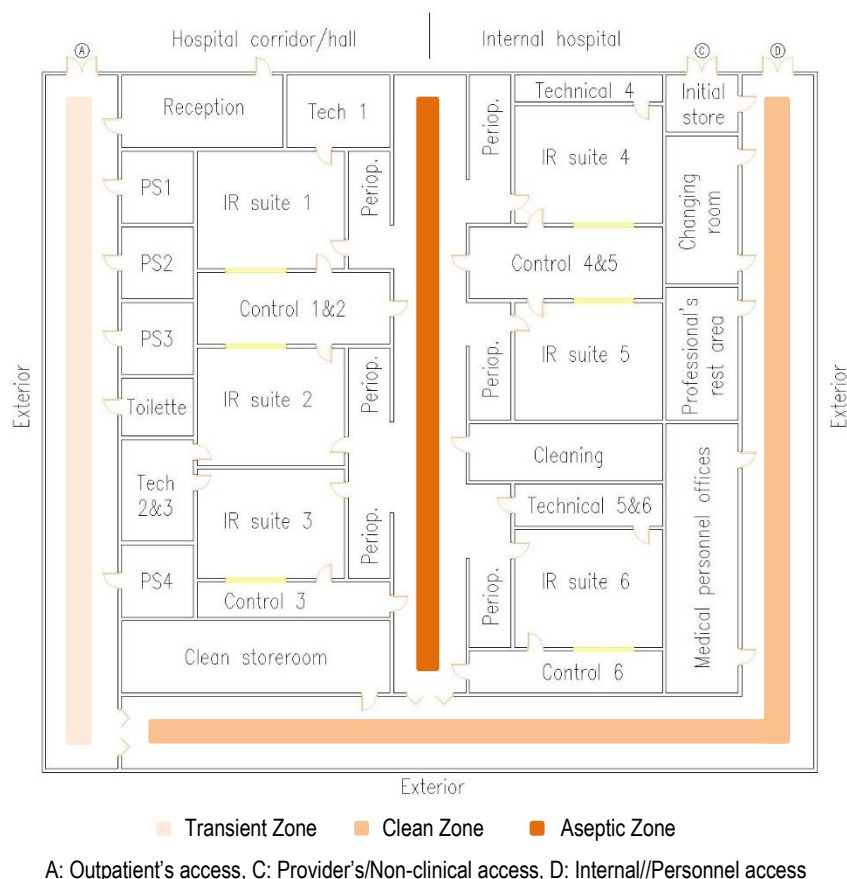 Hospital corridor/hall
Internal hospital
A
C
D
Reception
Tech 1
Periop.
Technical 4
Initial
store
PS1
IR suite 1
Periop.
IR suite 4
Changing
room
PS2
Control 1&2
Control 4&5
PS3
Periop.
IR suite 2
Periop.
IR suite 5
Professional's
rest area
Exterior
Exterior
Toilette
Tech
2&3
Cleaning
Medical personnel offices
IR suite 3
Periop.
Technical 5&6
PS4
Control 3
Periop.
IR suite 6
Clean storeroom
Control 6
Exterior
Transient Zone
Clean Zone
Aseptic Zone
A: Outpatient's access, C: Provider's/Non-clinical access, D: Internal//Personnel access